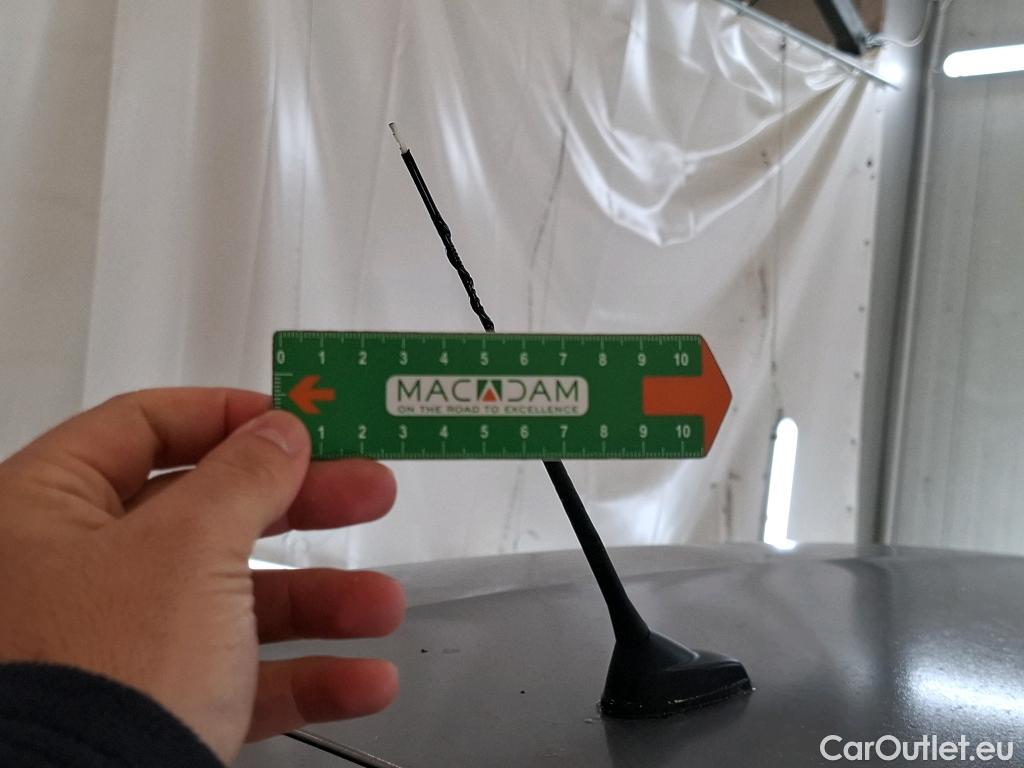 0 1 2 3 4 5 6 7 8 9 10
MACADAM
ON THE ROAD TO EXCELLENCE
1 2 3 4 5 6 7 8 9 10
CarOutlet.eu